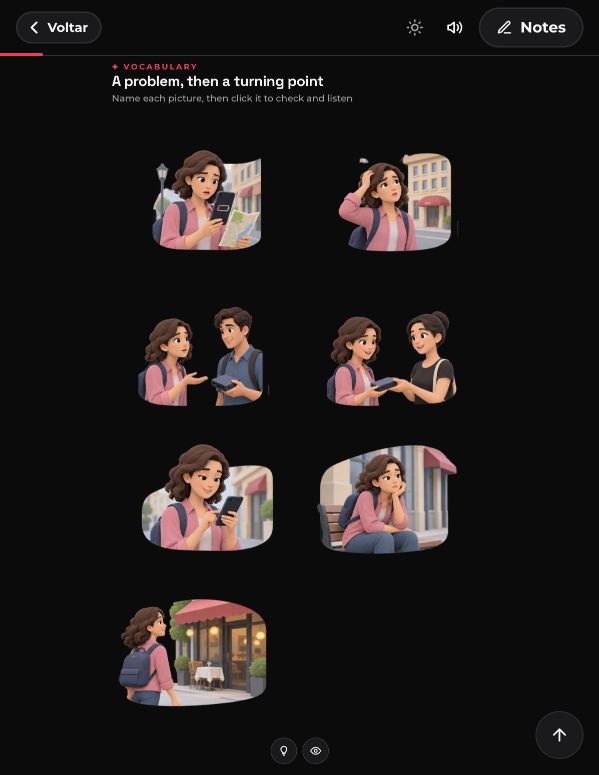 Voltar
Notes
+ VOCABULARY
A problem, then a turning point
Name each picture, then click it to check and listen